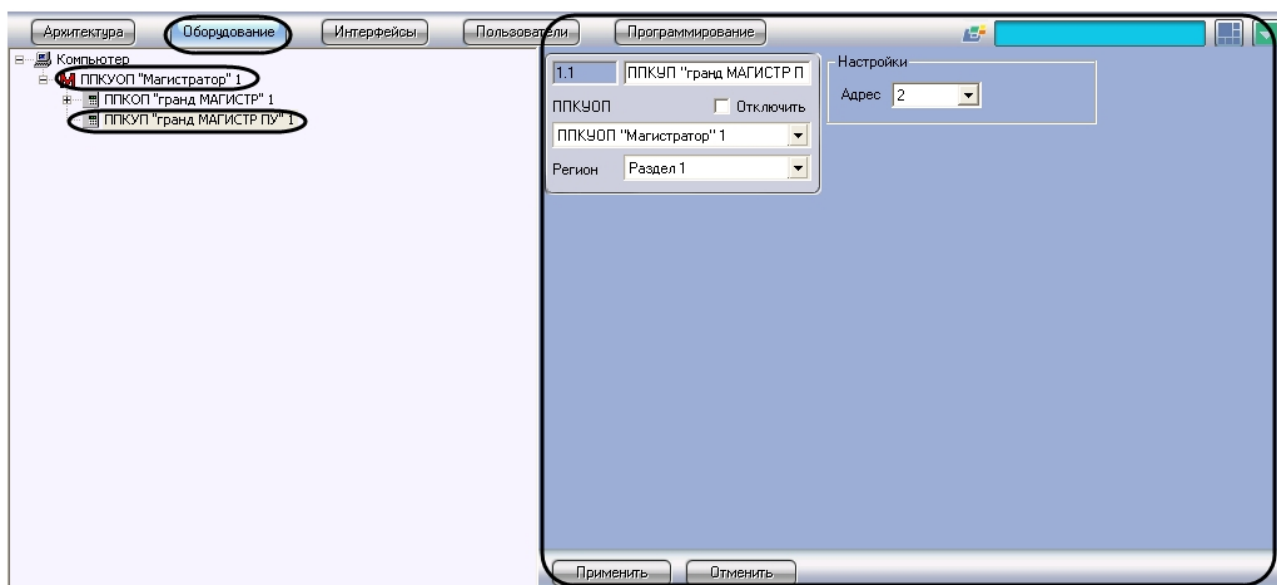 Архитектура Оборудование Интерфейсы Пользователи Программирование
Компьютер
ППКУОП "Магистратор" 1
ППКОП "гранд МАГИСТР" 1
ППКУП "гранд МАГИСТР ПУ" 1
1.1 ППКУП "гранд МАГИСТР П
ППКУОП Отключить
ППКУОП "Магистратор" 1
Регион Раздел 1
Настройки
Адрес 2
Применить Отменить